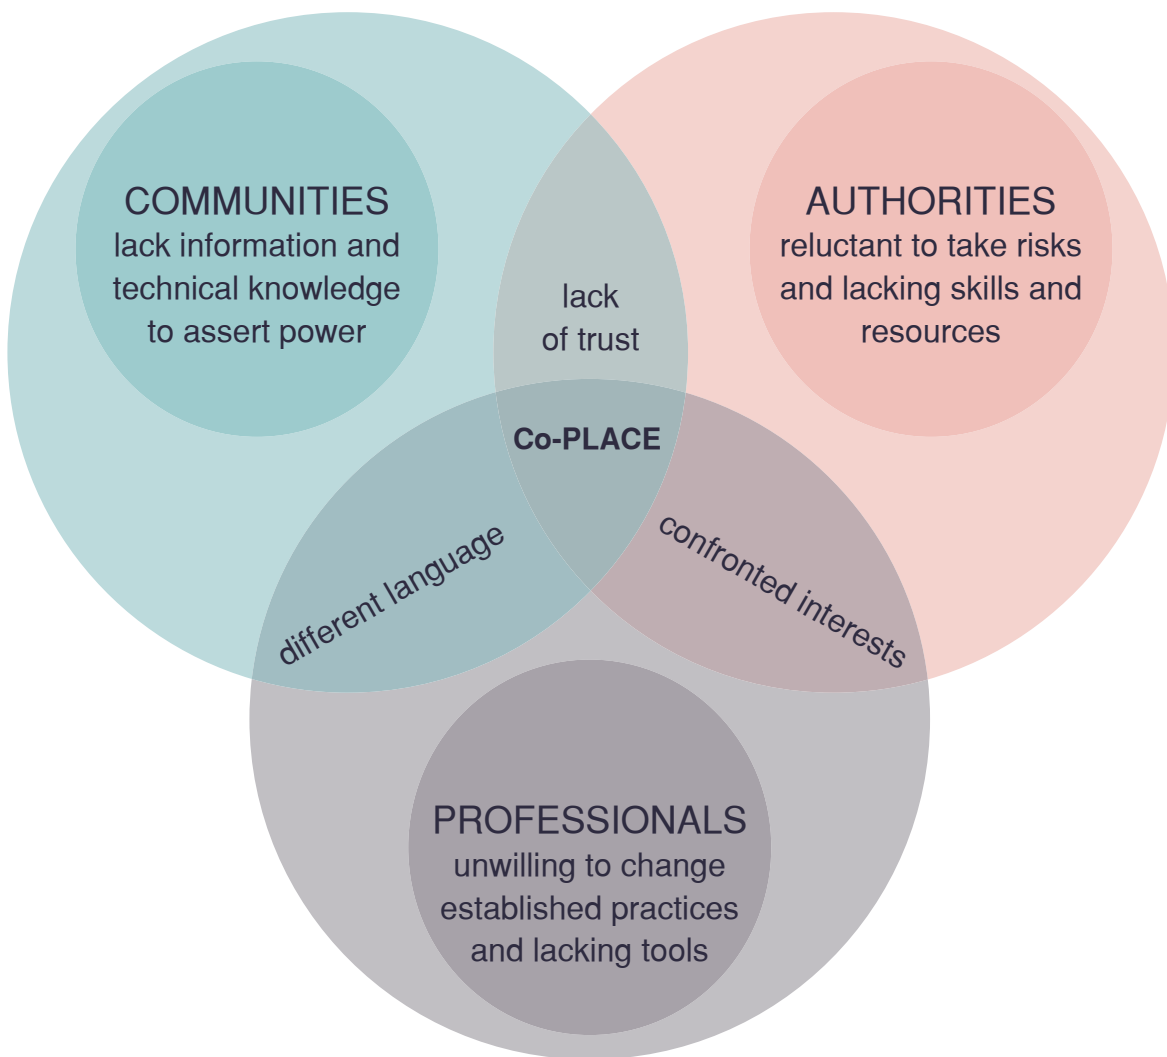 COMMUNITIES
lack information and
technical knowledge
to assert power
AUTHORITIES
reluctant to take risks
and lacking skills and
resources
lack
of trust
Co-PLACE
different language
confronted interests
PROFESSIONALS
unwilling to change
established practices
and lacking tools